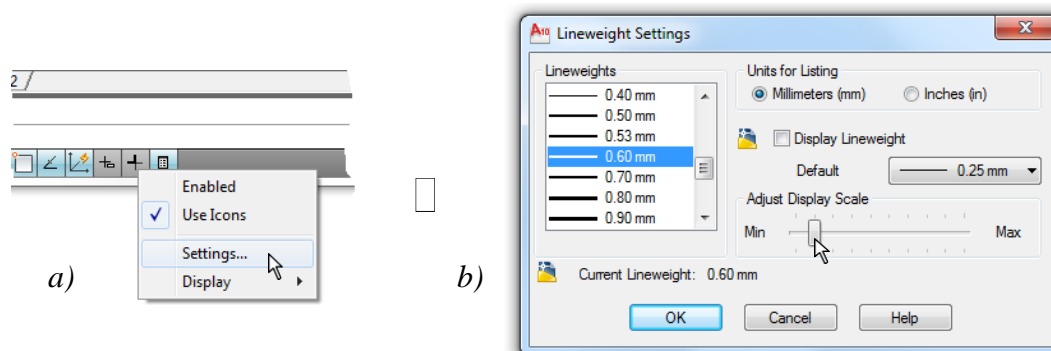 2
Enabled
Use Icons
Settings...
Display
a)
b)
A10 Lineweight Settings
Lineweights
0.40 mm
0.50 mm
0.53 mm
0.60 mm
0.70 mm
0.80 mm
0.90 mm
Units for Listing
Millimeters (mm) Inches (in)
Display Lineweight
Default 0.25 mm
Adjust Display Scale
Min Max
Current Lineweight: 0.60 mm
OK Cancel Help